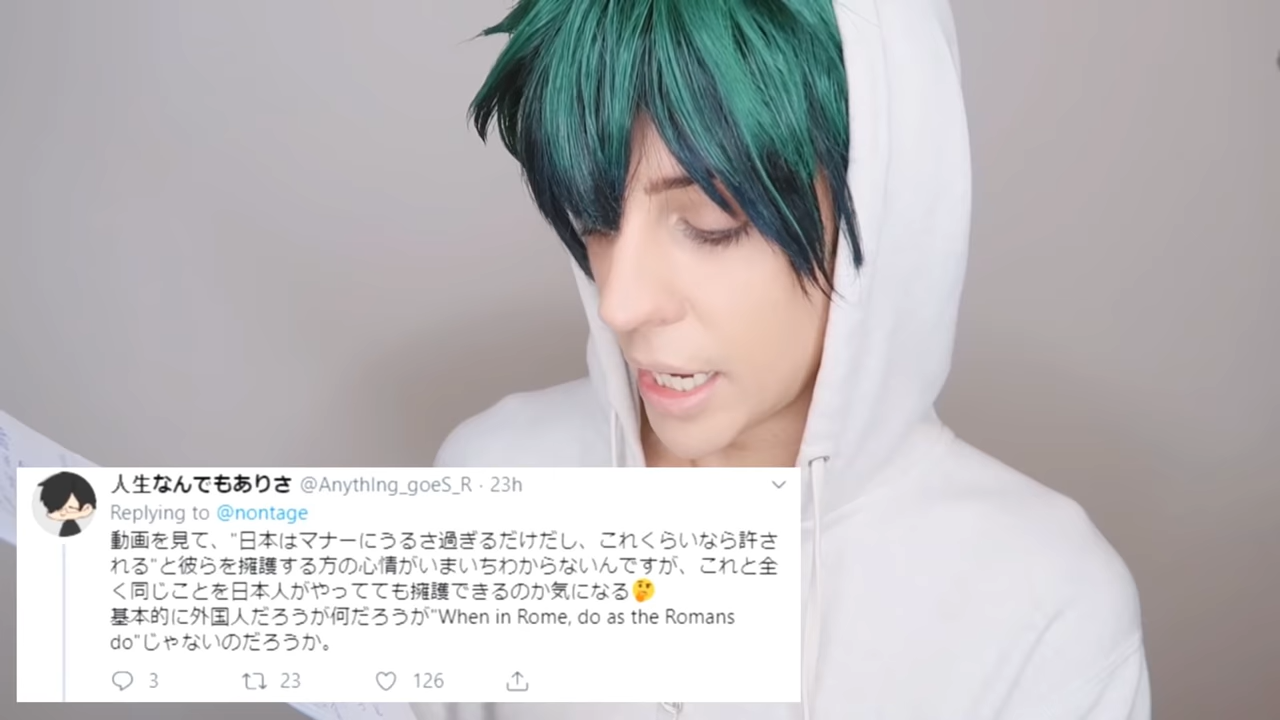 人生なんでもありさ @AnythIng_goeS_R · 23h
Replying to @nontage
動画を見て、"日本はマナーにうるさ過ぎるだけだし、これくらいなら許さ
れる"と彼らを擁護する方の心情がいまいちわからないんですが、これと全
く同じことを日本人がやってても擁護できるのか気になる🤔
基本的に外国人だろうが何だろうが"When in Rome, do as the Romans
do"じゃないのだろうか。
3 23 126